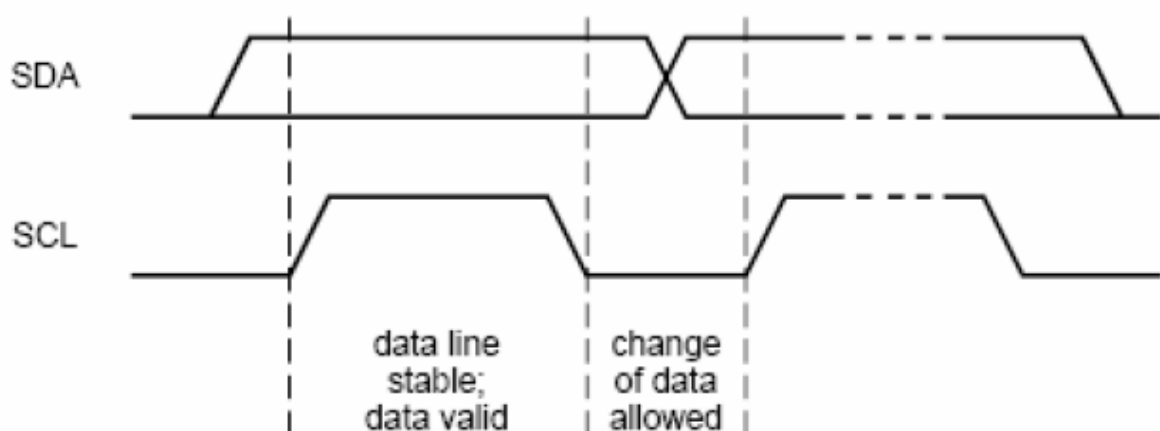 SDA
SCL
data line
stable;
data valid
change
of data
allowed